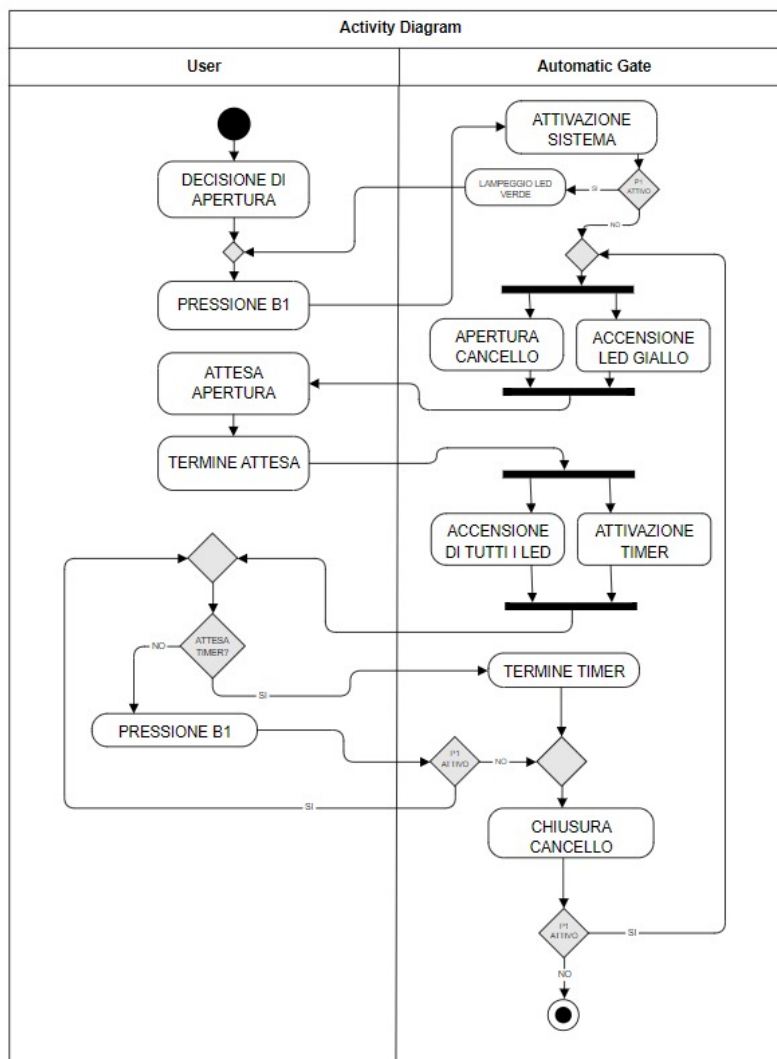 Activity Diagram
User
Automatic Gate
ATTIVAZIONE
SISTEMA
DECISIONE DI
APERTURA
LAMPEGGIO LED
VERDE
SI
P1
ATTIVO
NO
PRESSIONE B1
APERTURA
CANCELLO
ACCENSIONE
LED GIALLO
ATTESA
APERTURA
TERMINE ATTESA
ACCENSIONE
DI TUTTI I LED
ATTIVAZIONE
TIMER
ATTESA
TIMER?
NO
SI
TERMINE TIMER
PRESSIONE B1
P1
ATTIVO
NO
SI
CHIUSURA
CANCELLO
P1
ATTIVO
SI
NO